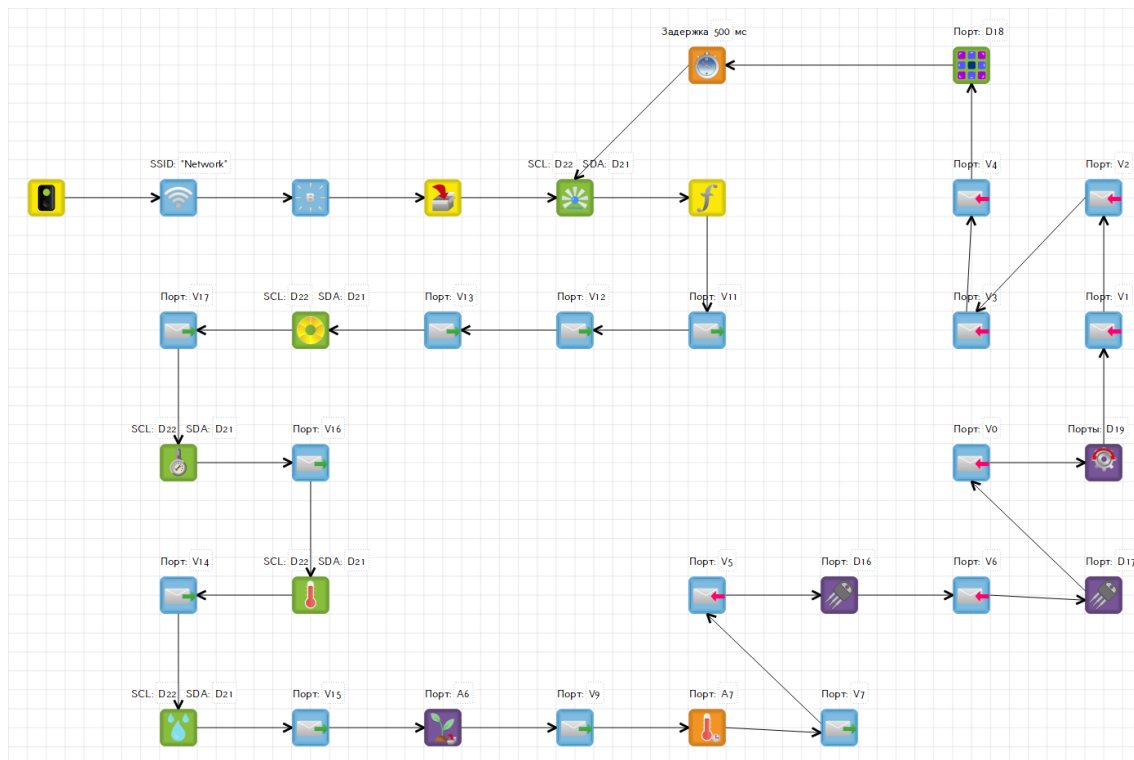 Задержка 500 мс
Порт: D18
SSID: "Network"
SCL: D22 SDA: D21
Порт: V4
Порт: V2
Порт: V17
SCL: D22 SDA: D21
Порт: V13
Порт: V12
Порт: V11
Порт: V3
Порт: V1
SCL: D22 SDA: D21
Порт: V16
Порт: V0
Порты: D19
Порт: V14
SCL: D22 SDA: D21
Порт: V5
Порт: D16
Порт: V6
Порт: D17
SCL: D22 SDA: D21
Порт: V15
Порт: A6
Порт: V9
Порт: A7
Порт: V7